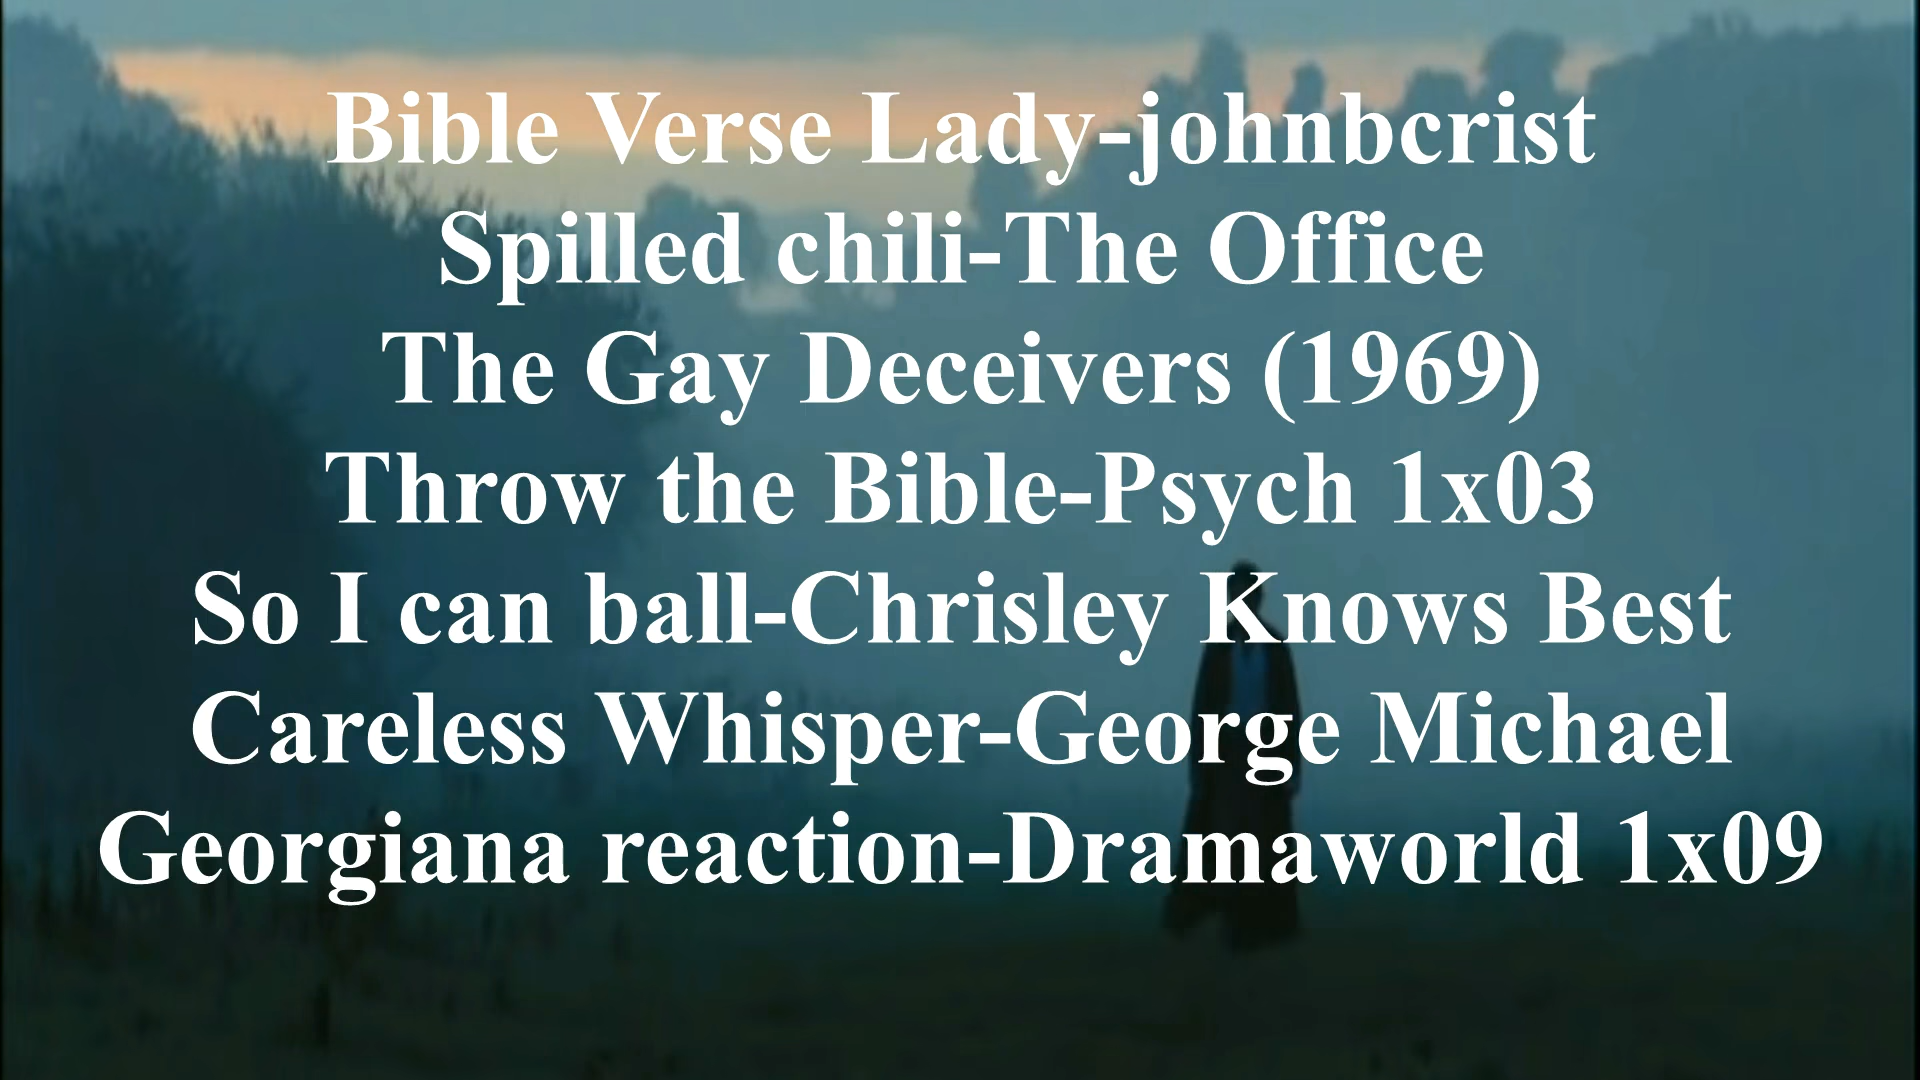 Bible Verse Lady-johnbcrist
Spilled chili-The Office
The Gay Deceivers (1969)
Throw the Bible-Psych 1x03
So I can ball-Chrisley Knows Best
Careless Whisper-George Michael
Georgiana reaction-Dramaworld 1x09